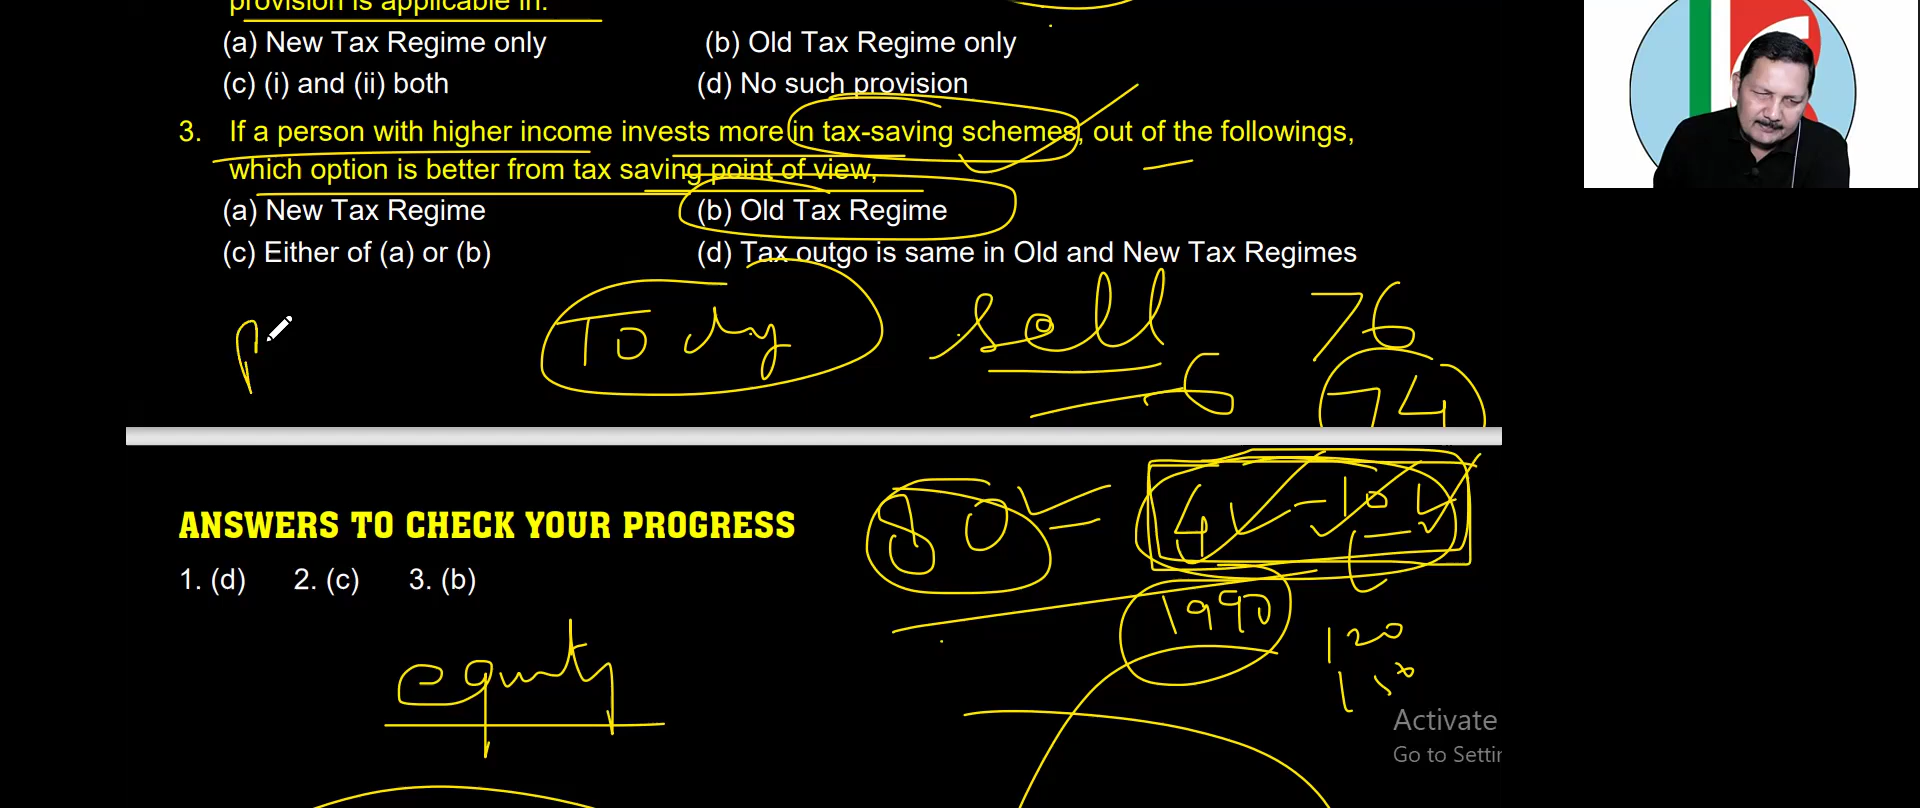 provision is applicable in:
(a) New Tax Regime only (b) Old Tax Regime only
(c) (i) and (ii) both (d) No such provision
3. If a person with higher income invests more in tax-saving schemes, out of the followings,
which option is better from tax saving point of view,
(a) New Tax Regime (b) Old Tax Regime
(c) Either of (a) or (b) (d) Tax outgo is same in Old and New Tax Regimes
To dy sell 76
6 74
ANSWERS TO CHECK YOUR PROGRESS
80
1. (d) 2. (c) 3. (b)
1990
120
equity
Activate
Go to Settin